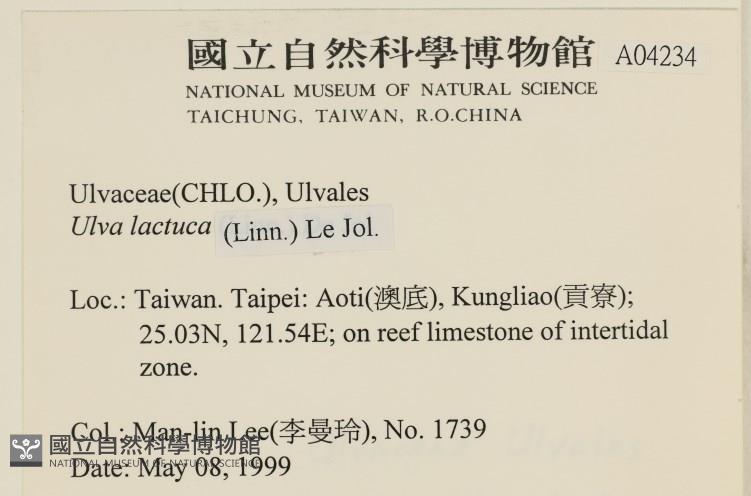 國立自然科學博物館 A04234
NATIONAL MUSEUM OF NATURAL SCIENCE
TAICHUNG, TAIWAN, R.O.CHINA
Ulvaceae(CHLO.), Ulvales
Ulva lactuca (Linn.) Le Jol.
Loc.: Taiwan. Taipei: Aoti(澳底), Kungliao(貢寮);
25.03N, 121.54E; on reef limestone of intertidal
zone.
Col.: Man-lin Lee(李曼玲), No. 1739
國立自然科學博物館
NATIONAL MUSEUM OF NATURAL SCIENCE
Date: May 08, 1999